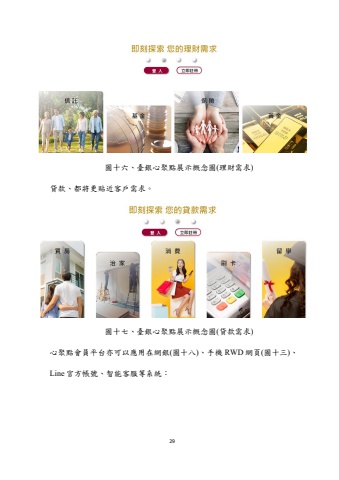 即刻探索 您的理財需求
登 入 立即註冊
信 託 基 金 保 險 黃 金
圖十六、臺銀心聚點展示概念圖(理財需求)
貸款，都將更貼近客戶需求。
即刻探索 您的貸款需求
登 入 立即註冊
買 房 治 家 消 費 刷 卡 留 學
圖十七、臺銀心聚點展示概念圖(貸款需求)
心聚點會員平台亦可以應用在網銀(圖十八)、手機 RWD 網頁(圖十三)、
Line 官方帳號、智能客服等系統：
29